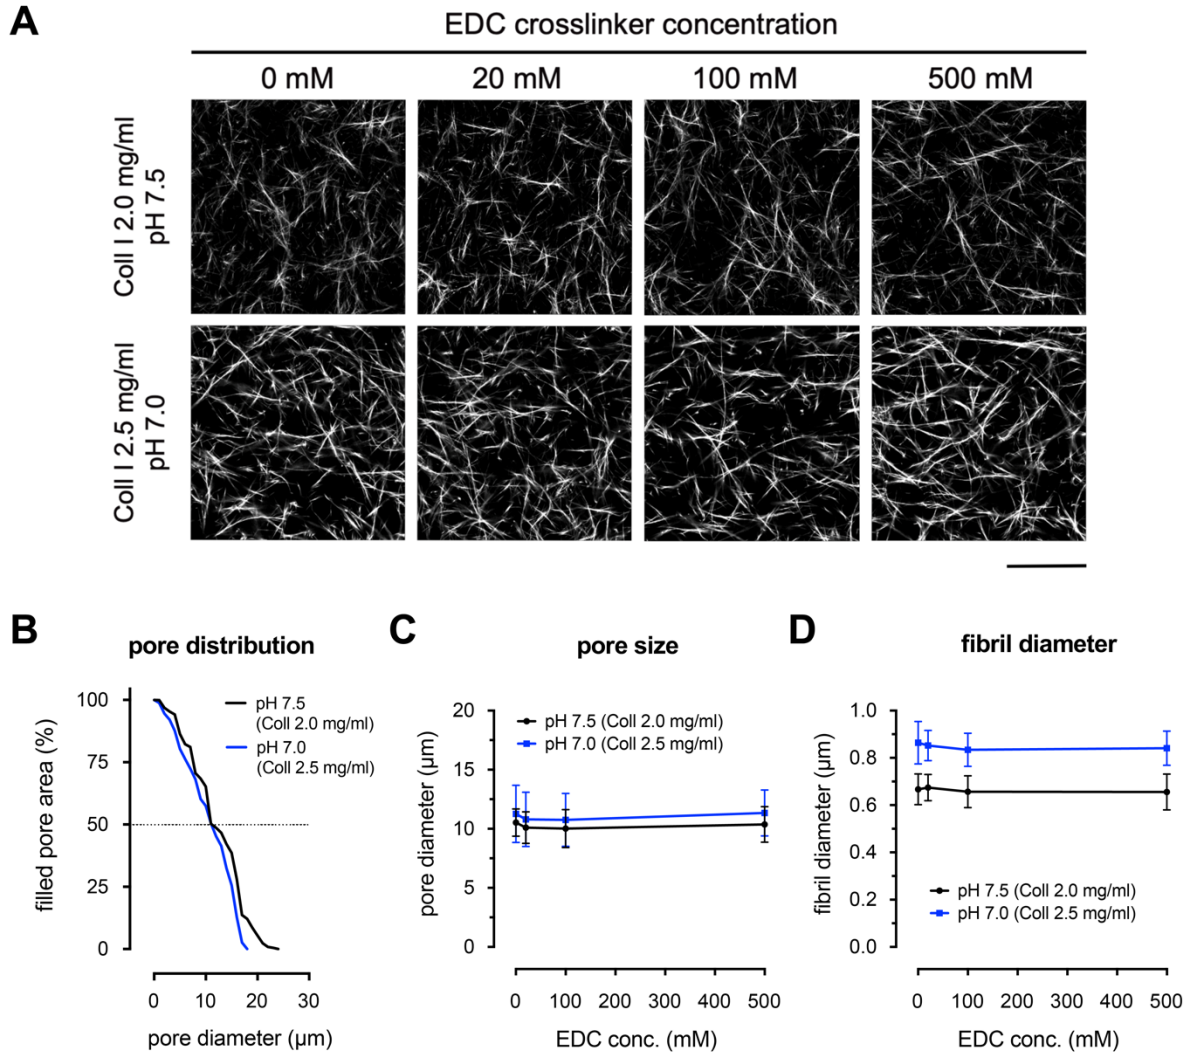 A
EDC crosslinker concentration
0 mM 20 mM 100 mM 500 mM
Coll I 2.0 mg/ml
pH 7.5
Coll I 2.5 mg/ml
pH 7.0
B
pore distribution
filled pore area (%)
100
75
50
25
0
pH 7.5
(Coll 2.0 mg/ml)
pH 7.0
(Coll 2.5 mg/ml)
0 10 20 30
pore diameter (µm)
C
pore size
pore diameter (µm)
20
15
10
5
0
pH 7.5 (Coll 2.0 mg/ml)
pH 7.0 (Coll 2.5 mg/ml)
0 100 200 300 400 500
EDC conc. (mM)
D
fibril diameter
fibril diameter (µm)
1.0
0.8
0.6
0.4
0.2
0.0
pH 7.5 (Coll 2.0 mg/ml)
pH 7.0 (Coll 2.5 mg/ml)
0 100 200 300 400 500
EDC conc. (mM)